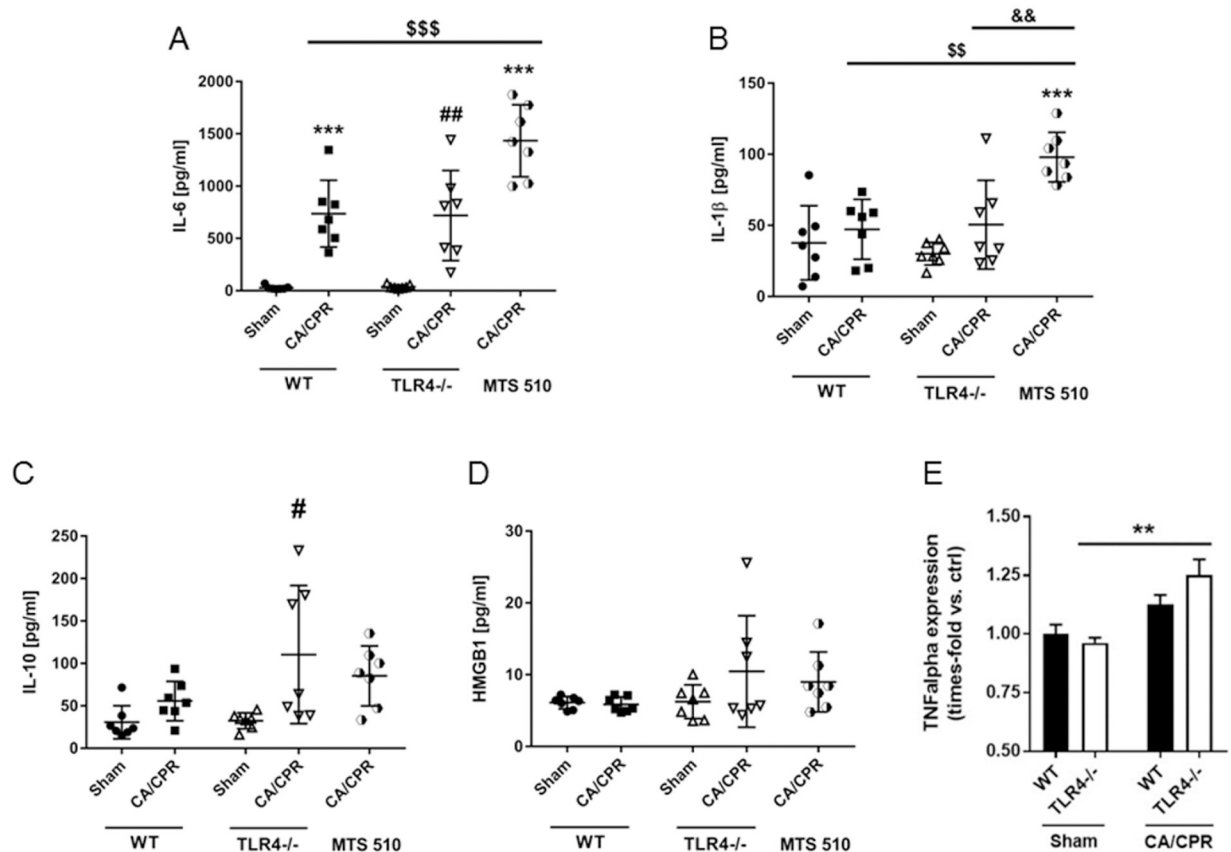 A
$$$
***
***
##
2000
1500
1000
500
0
IL-6 [pg/ml]
Sham
CA/CPR
Sham
CA/CPR
CA/CPR
WT
TLR4-/-
MTS 510
B
&&
$$
***
150
100
50
0
IL-1β [pg/ml]
Sham
CA/CPR
Sham
CA/CPR
CA/CPR
WT
TLR4-/-
MTS 510
C
#
250
200
150
100
50
0
IL-10 [pg/ml]
Sham
CA/CPR
Sham
CA/CPR
CA/CPR
WT
TLR4-/-
MTS 510
D
30
20
10
0
HMGB1 [pg/ml]
Sham
CA/CPR
Sham
CA/CPR
CA/CPR
WT
TLR4-/-
MTS 510
E
**
1.50
1.25
1.00
0.75
0.50
TNFalpha expression
(times-fold vs. ctrl)
WT
TLR4-/-
WT
TLR4-/-
Sham
CA/CPR